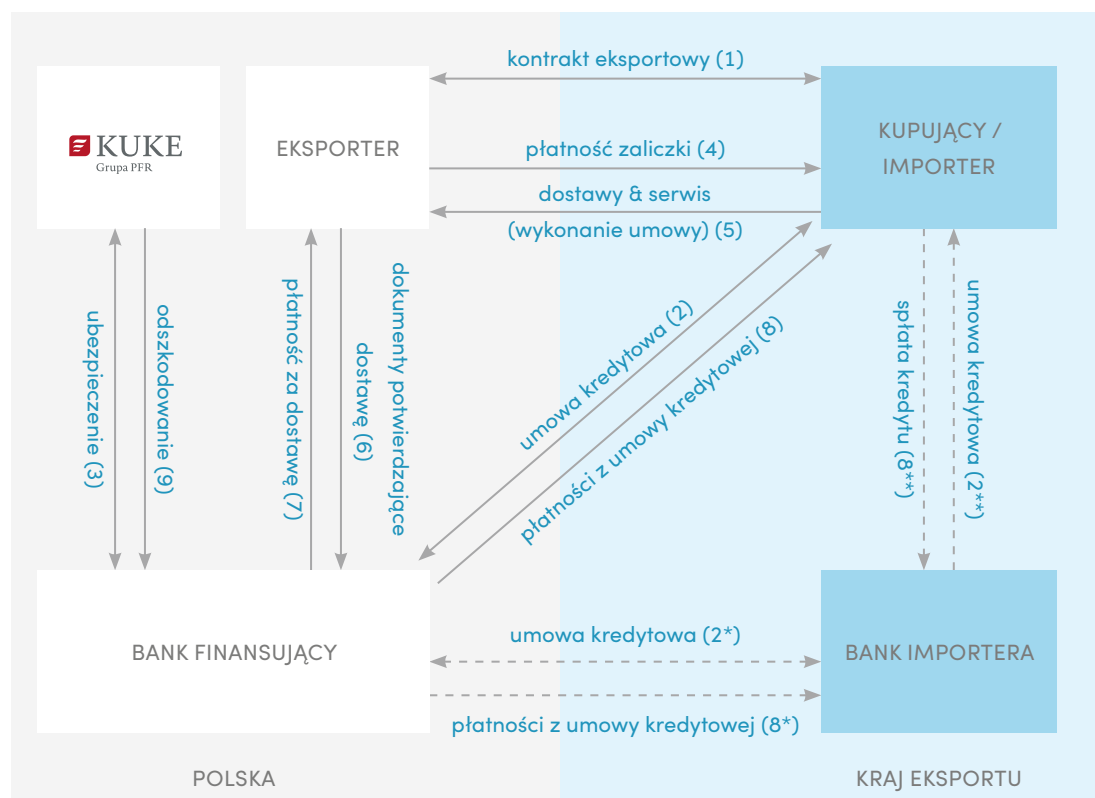 kontrakt eksportowy (1)
KUKE
Grupa PFR
EKSPORTER
KUPUJĄCY /
IMPORTER
płatność zaliczki (4)
dostawy & serwis
(wykonanie umowy) (5)
ubezpieczenie (3)
odszkodowanie (9)
płatność za dostawę (7)
dokumenty potwierdzające
dostawę (6)
umowa kredytowa (2)
płatności z umowy kredytowej (8)
spłata kredytu (8**)
umowa kredytowa (2**)
BANK FINANSUJĄCY
umowa kredytowa (2*)
płatności z umowy kredytowej (8*)
BANK IMPORTERA
POLSKA
KRAJ EKSPORTU